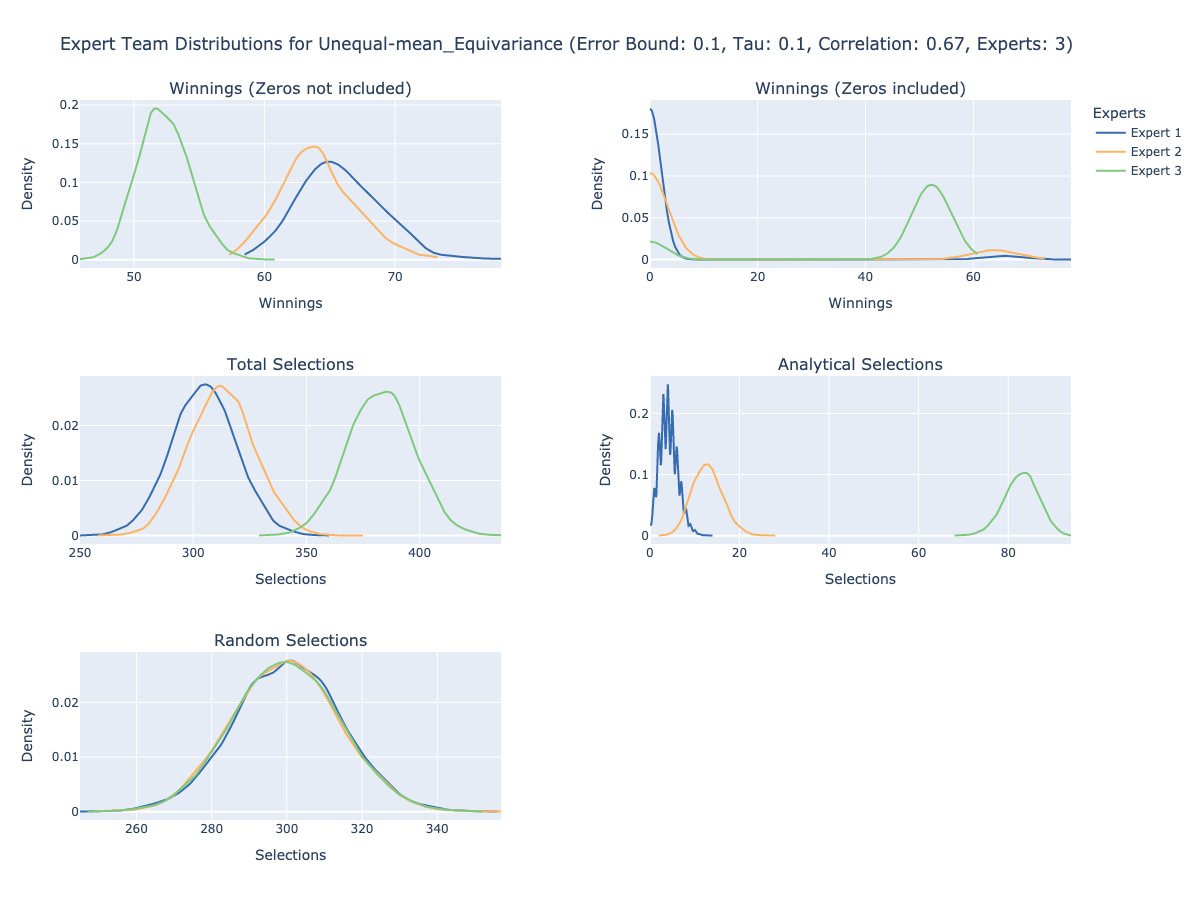 Expert Team Distributions for Unequal-mean_Equivariance (Error Bound: 0.1, Tau: 0.1, Correlation: 0.67, Experts: 3)
Winnings (Zeros not included)
0.2
0.15
0.1
0.05
0
Density
50 60 70
Winnings
Winnings (Zeros included)
0.15
0.1
0.05
0
Density
0 20 40 60
Winnings
Experts
Expert 1
Expert 2
Expert 3
Total Selections
0.02
0.01
0
Density
250 300 350 400
Selections
Analytical Selections
0.2
0.1
0
Density
0 20 40 60 80
Selections
Random Selections
0.02
0.01
0
Density
260 280 300 320 340
Selections